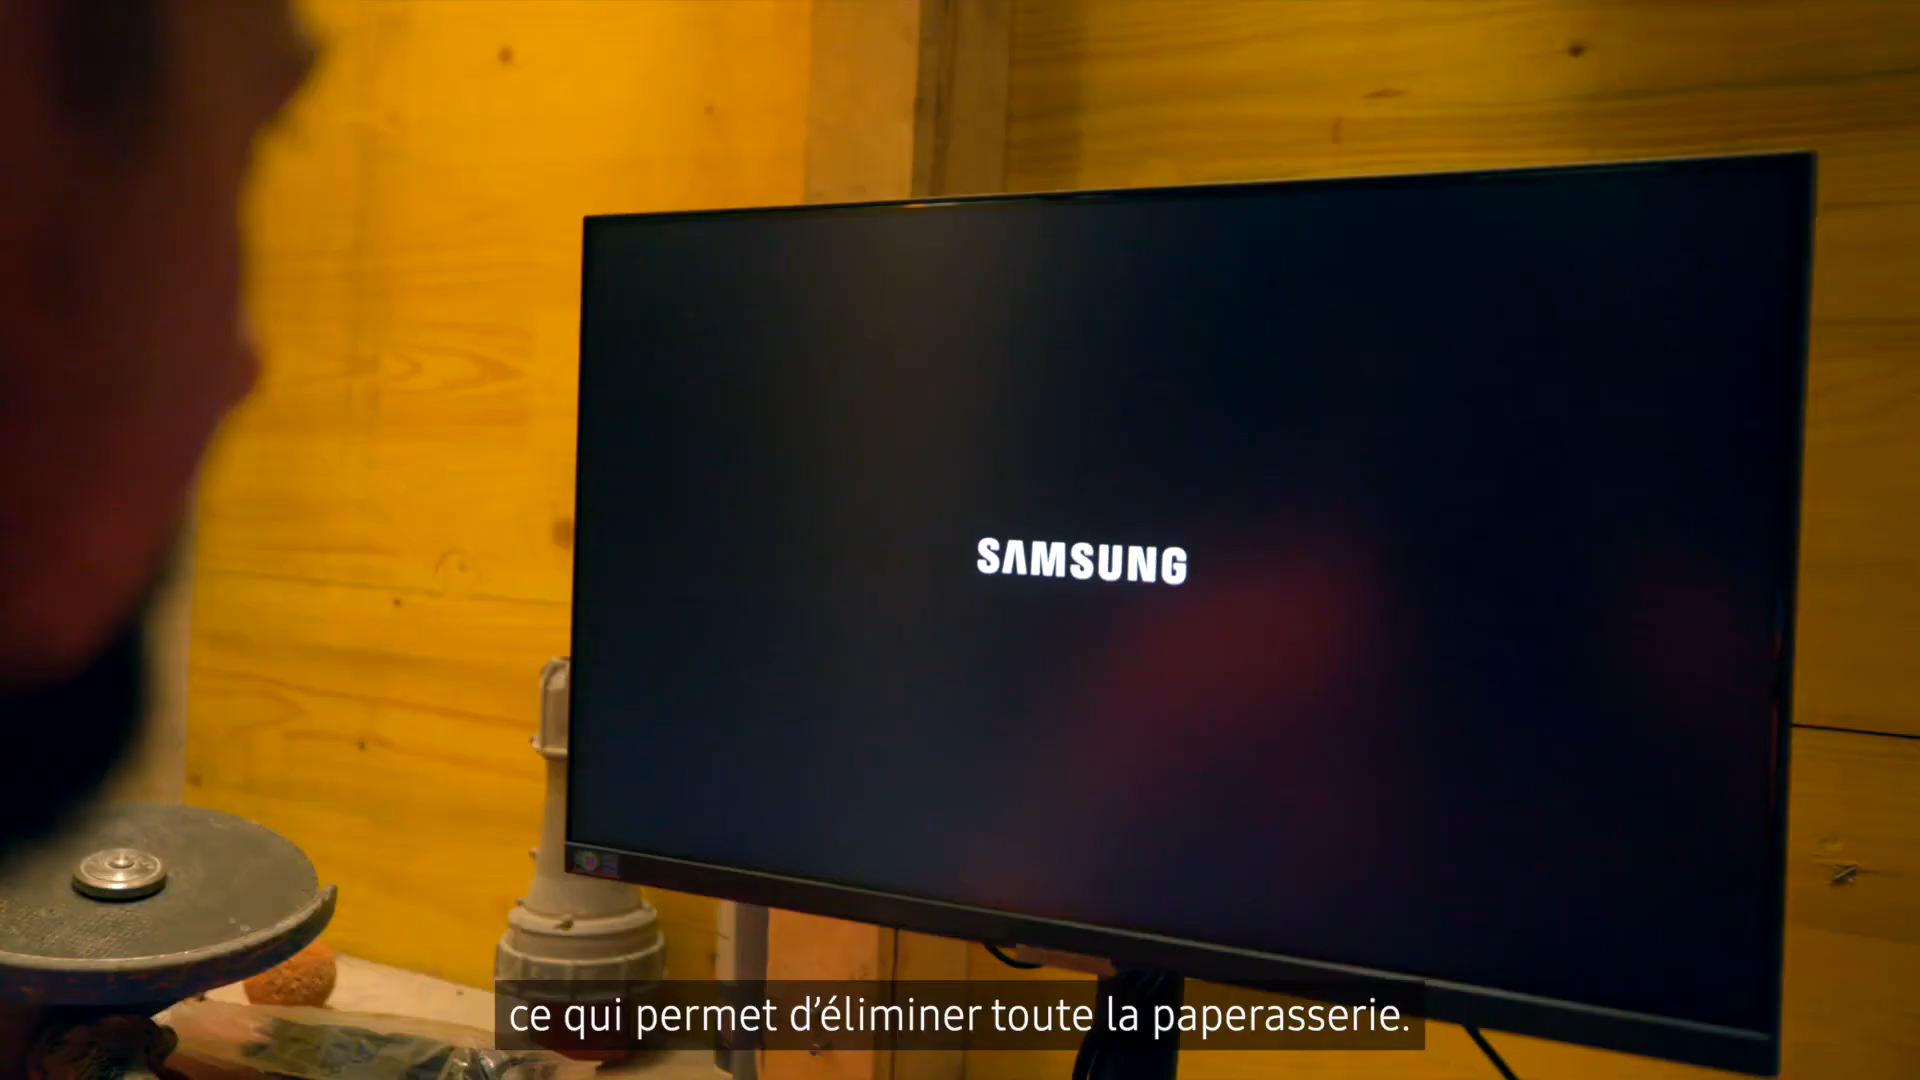 SAMSUNG
ce qui permet d’éliminer toute la paperasserie.